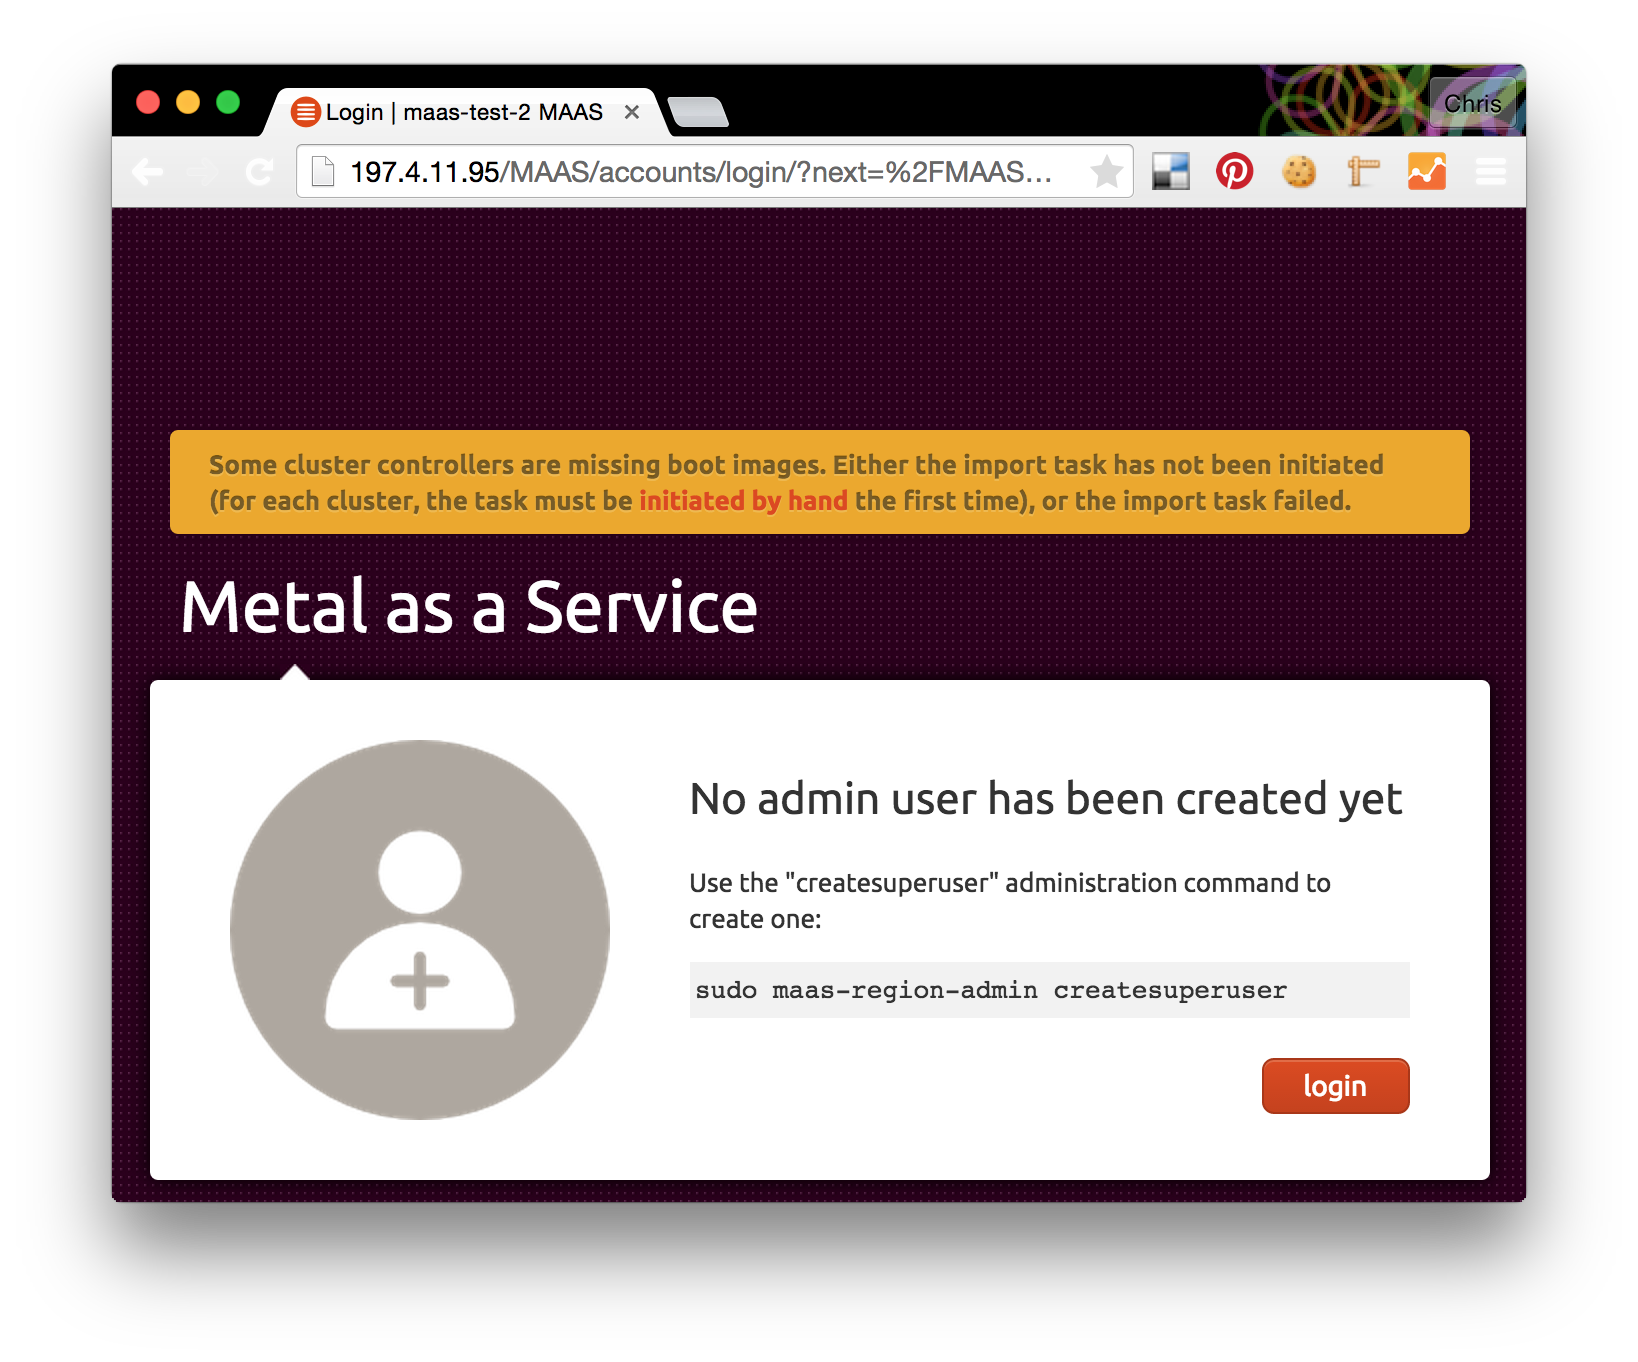 Login | maas-test-2 MAAS
Chris
197.4.11.95/MAAS/accounts/login/?next=%2FMAAS...
Some cluster controllers are missing boot images. Either the import task has not been initiated
(for each cluster, the task must be initiated by hand the first time), or the import task failed.
Metal as a Service
No admin user has been created yet
Use the "createsuperuser" administration command to
create one:
sudo maas-region-admin createsuperuser
login